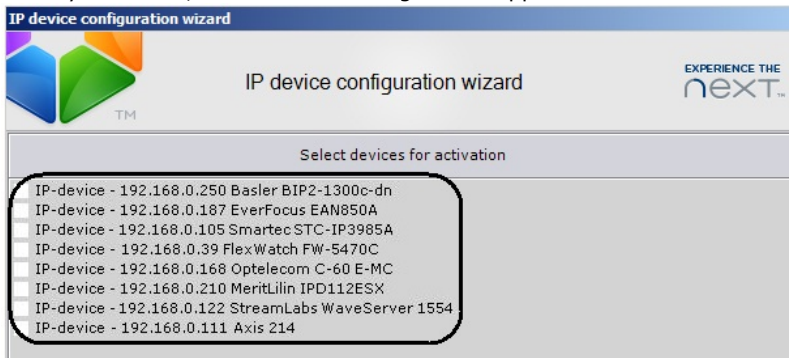 IP device configuration wizard
TM
IP device configuration wizard
EXPERIENCE THE
next™
Select devices for activation
IP-device - 192.168.0.250 Basler BIP2-1300c-dn
IP-device - 192.168.0.187 EverFocus EAN850A
IP-device - 192.168.0.105 Smartec STC-IP3985A
IP-device - 192.168.0.39 FlexWatch FW-5470C
IP-device - 192.168.0.168 Optelecom C-60 E-MC
IP-device - 192.168.0.210 MeritLilin IPD112ESX
IP-device - 192.168.0.122 StreamLabs WaveServer 1554
IP-device - 192.168.0.111 Axis 214